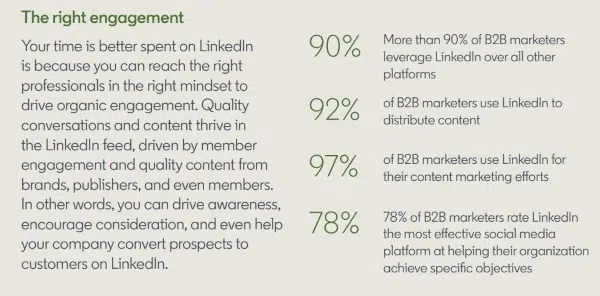 The right engagement
Your time is better spent on LinkedIn
is because you can reach the right
professionals in the right mindset to
drive organic engagement. Quality
conversations and content thrive in
the LinkedIn feed, driven by member
engagement and quality content from
brands, publishers, and even members.
In other words, you can drive awareness,
encourage consideration, and even help
your company convert prospects to
customers on LinkedIn.
90%
More than 90% of B2B marketers
leverage LinkedIn over all other
platforms
92%
of B2B marketers use LinkedIn to
distribute content
97%
of B2B marketers use LinkedIn for
their content marketing efforts
78%
78% of B2B marketers rate LinkedIn
the most effective social media
platform at helping their organization
achieve specific objectives